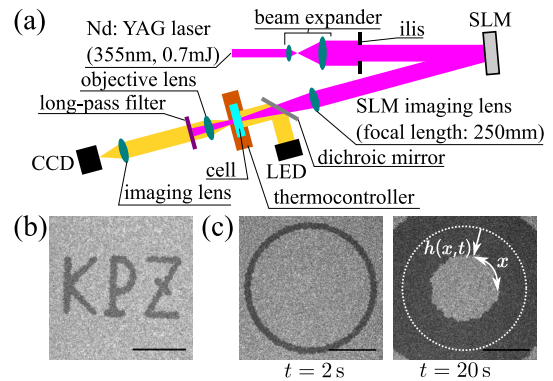 (a)
Nd: YAG laser
(355nm, 0.7mJ)
beam expander
ilis
SLM
objective lens
long-pass filter
SLM imaging lens
(focal length: 250mm)
CCD
LED
dichroic mirror
cell
imaging lens
thermocontroller
(b)
KPZ
(c)
h(x,t)
x
t = 2 s
t = 20 s